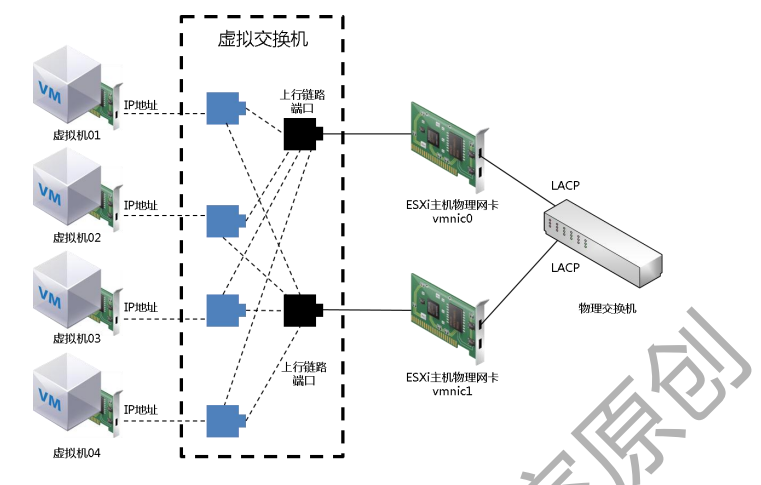 虚拟交换机
VM
IP地址
虚拟机01
上行链路
端口
VM
IP地址
虚拟机02
ESXi主机物理网卡
vmnic0
LACP
VM
IP地址
虚拟机03
LACP
物理交换机
上行链路
端口
ESXi主机物理网卡
vmnic1
VM
IP地址
虚拟机04
原创